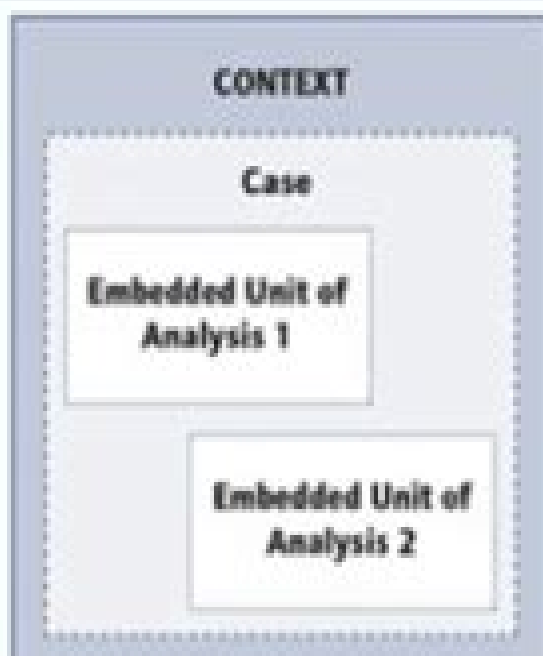 CONTEXT
Case
Embedded Unit of
Analysis 1
Embedded Unit of
Analysis 2